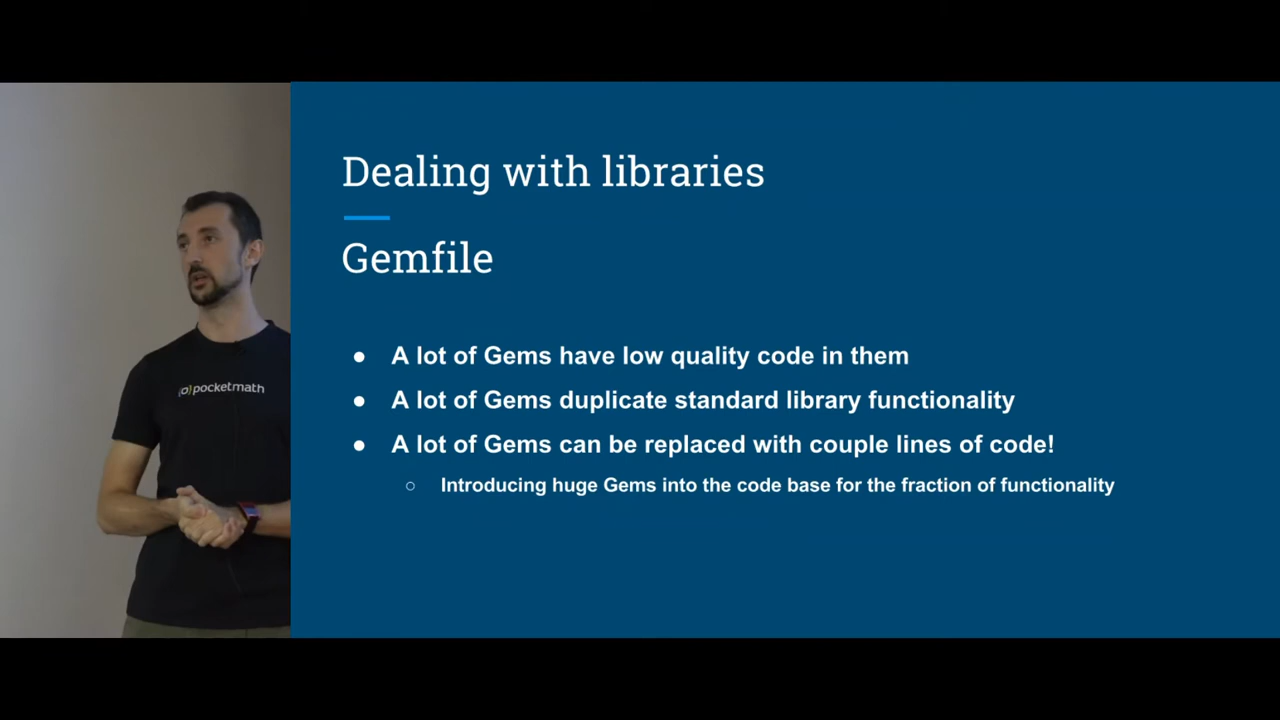 Dealing with libraries
Gemfile
● A lot of Gems have low quality code in them
● A lot of Gems duplicate standard library functionality
● A lot of Gems can be replaced with couple lines of code!
○ Introducing huge Gems into the code base for the fraction of functionality
(o)pocketmath